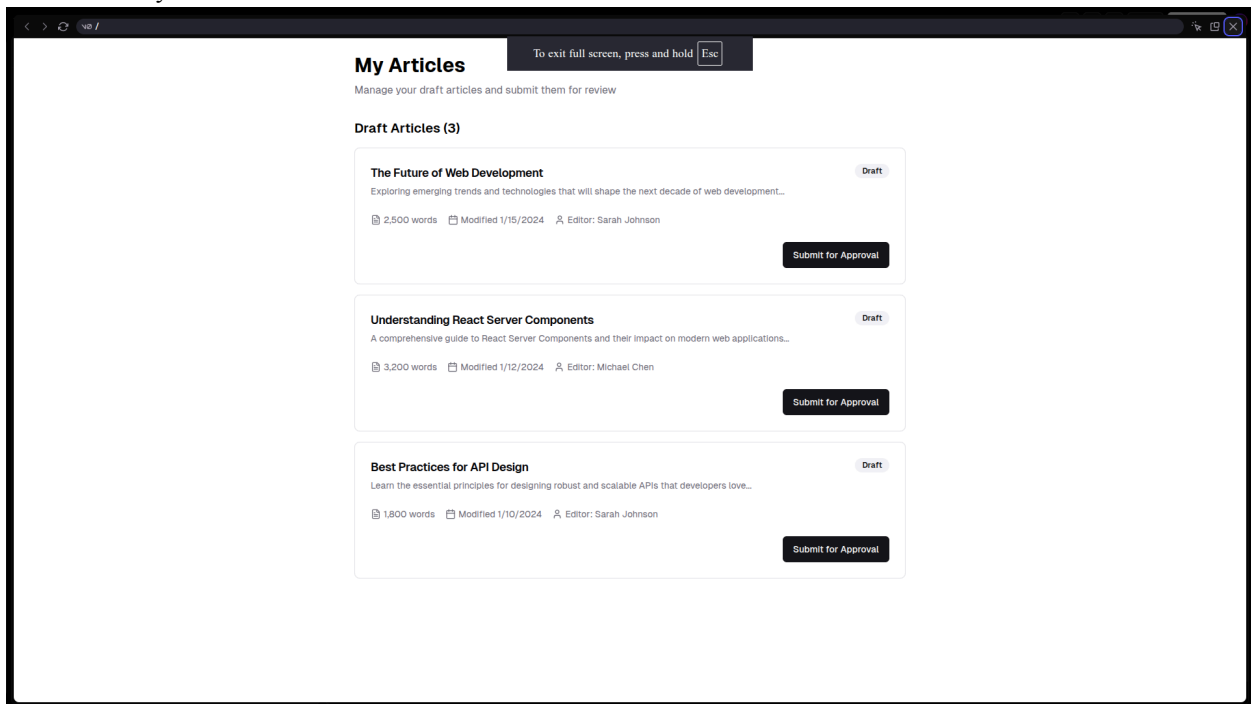 v0 /
To exit full screen, press and hold Esc
My Articles
Manage your draft articles and submit them for review
Draft Articles (3)
The Future of Web Development
Draft
Exploring emerging trends and technologies that will shape the next decade of web development...
2,500 words Modified 1/15/2024 Editor: Sarah Johnson
Submit for Approval
Understanding React Server Components
Draft
A comprehensive guide to React Server Components and their impact on modern web applications...
3,200 words Modified 1/12/2024 Editor: Michael Chen
Submit for Approval
Best Practices for API Design
Draft
Learn the essential principles for designing robust and scalable APIs that developers love...
1,800 words Modified 1/10/2024 Editor: Sarah Johnson
Submit for Approval